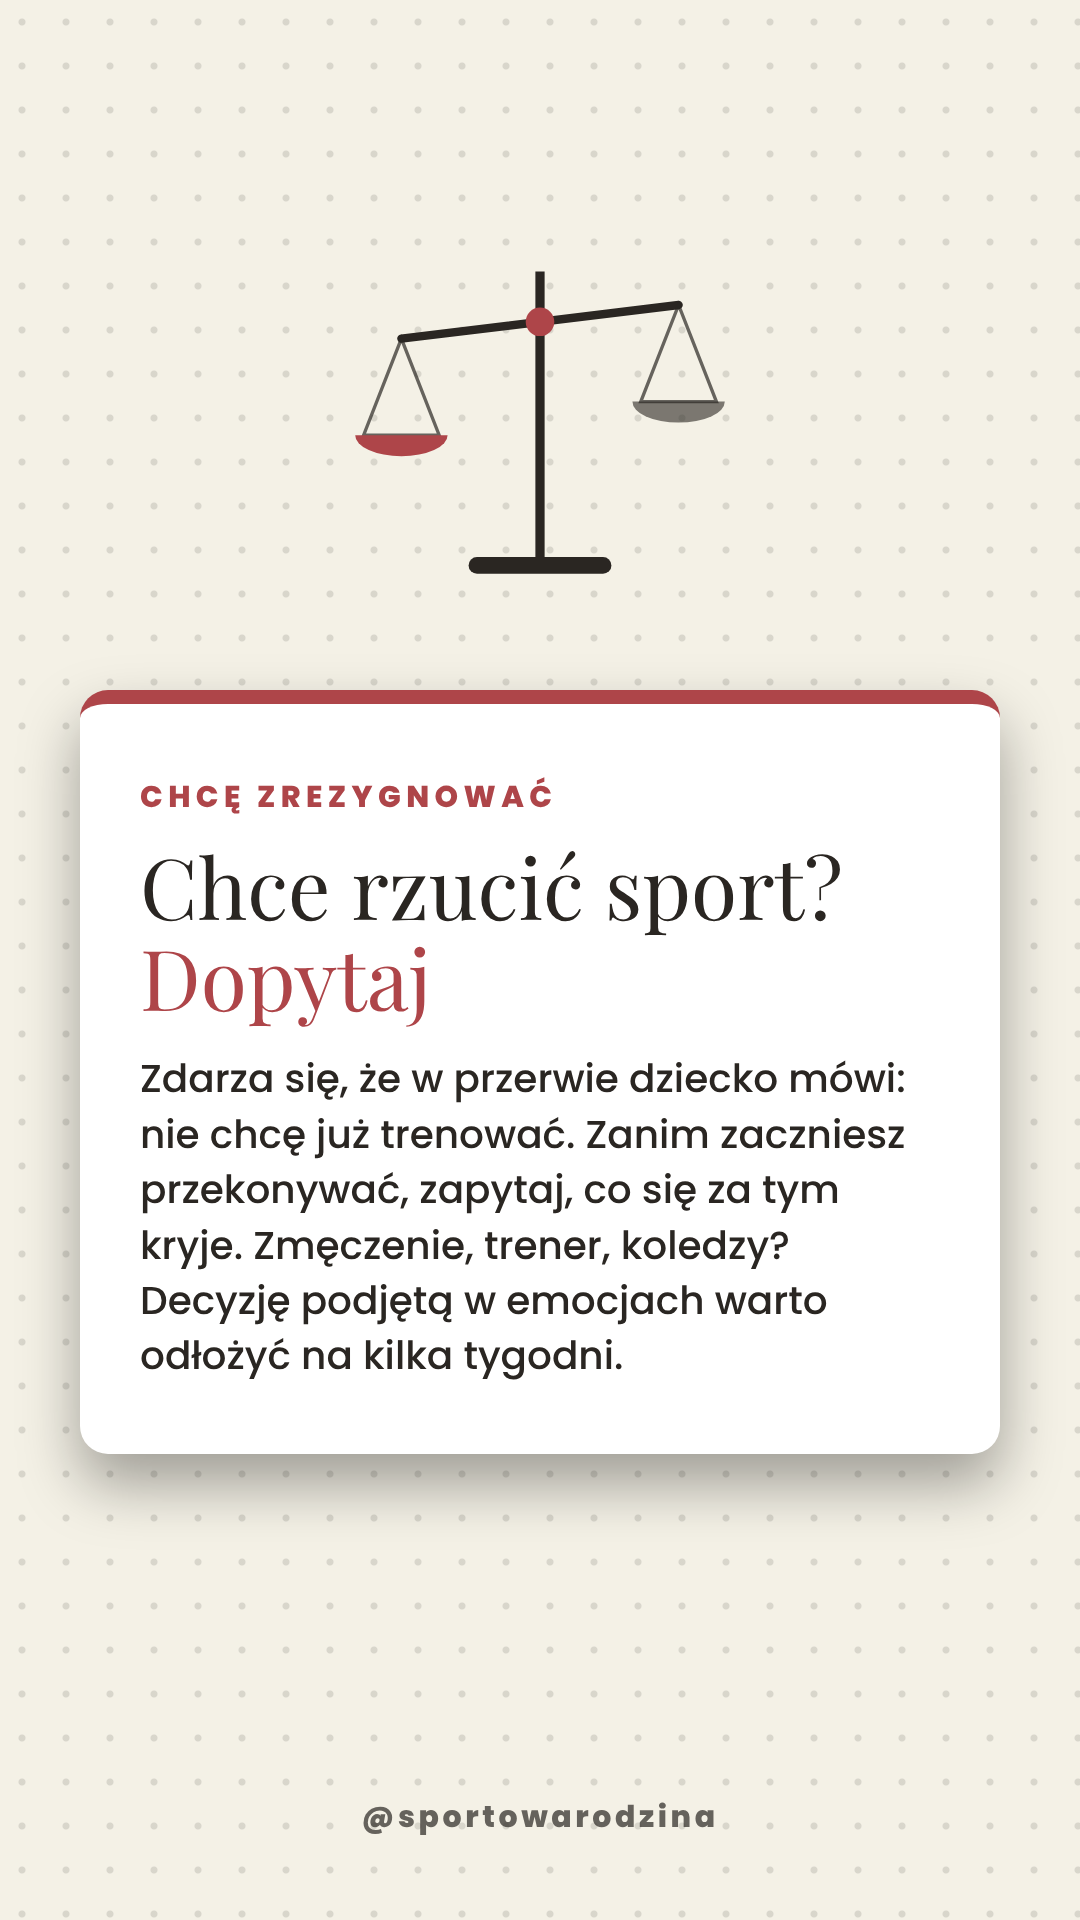 CHCĘ ZREZYGNOWAĆ
Chce rzucić sport?
Dopytaj
Zdarza się, że w przerwie dziecko mówi:
nie chcę już trenować. Zanim zaczniesz
przekonywać, zapytaj, co się za tym
kryje. Zmęczenie, trener, koledzy?
Decyzję podjętą w emocjach warto
odłożyć na kilka tygodni.
@sportowarodzina